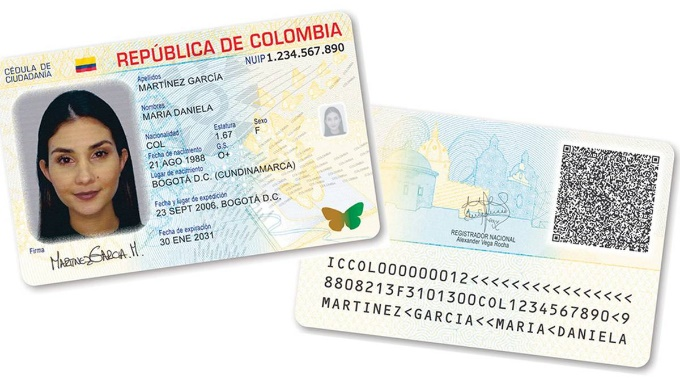 CÉDULA DE
CIUDADANÍA
REPÚBLICA DE COLOMBIA
NUIP 1.234.567.890
Apellidos
MARTÍNEZ GARCÍA
Nombres
MARIA DANIELA
Nacionalidad Estatura Sexo
COL 1.67 F
Fecha de nacimiento G.S.
21 AGO 1988 O+
Lugar de nacimiento
BOGOTÁ D.C. (CUNDINAMARCA)
Fecha y lugar de expedición
23 SEPT 2006, BOGOTÁ D.C.
Fecha de expiración
30 ENE 2031
Firma
MARTINEZ GARCIA M.
REGISTRADOR NACIONAL
Alexander Vega Rocha
ICCOL000000012<<<<<<<<<<<<<<<<
8808213F3101300COL1234567890<9
MARTINEZ<GARCIA<<MARIA<DANIELA